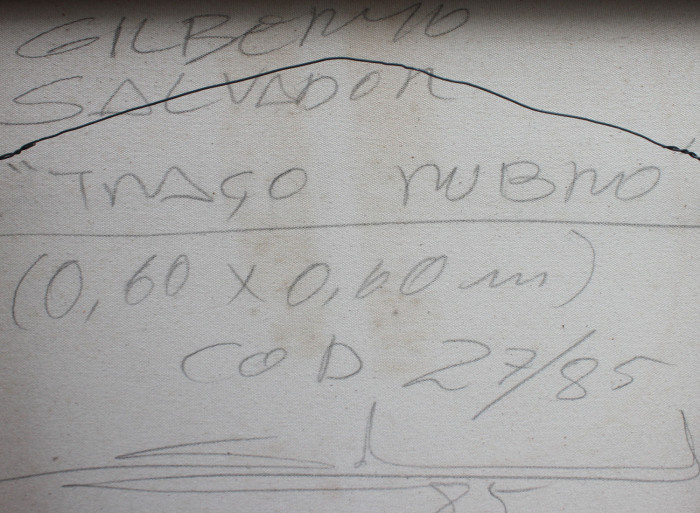 GILBERTO
SALVADOR
"TRAÇO RUBRO"
(0,60 x 0,60 m)
COD 27/85
85